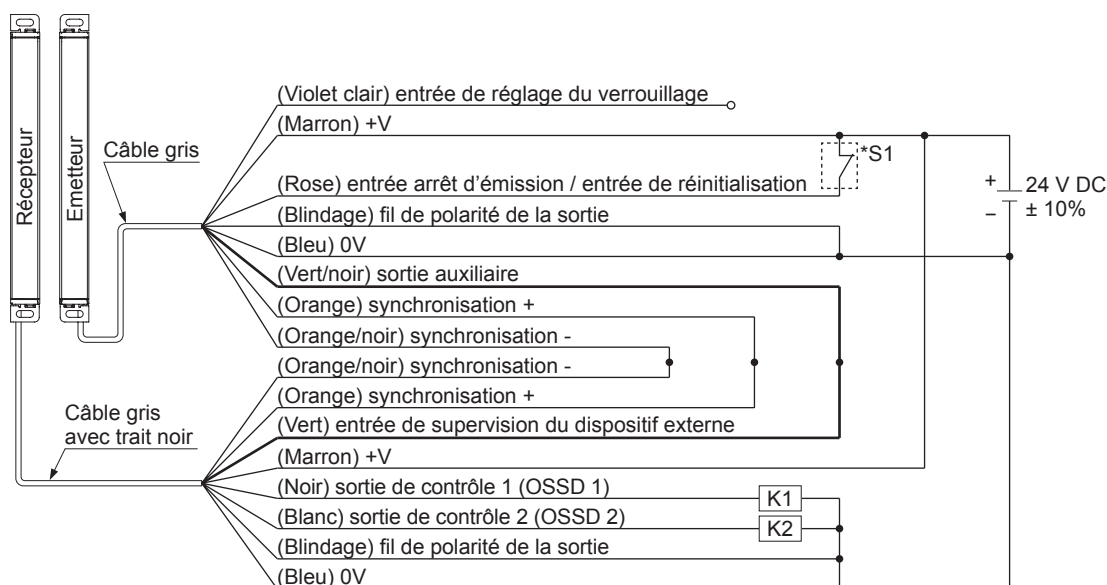 Récepteur
Emetteur
Câble gris
(Violet clair) entrée de réglage du verrouillage
(Marron) +V
*S1
(Rose) entrée arrêt d'émission / entrée de réinitialisation
+ 24 V DC
− ± 10%
(Blindage) fil de polarité de la sortie
(Bleu) 0V
(Vert/noir) sortie auxiliaire
(Orange) synchronisation +
(Orange/noir) synchronisation -
(Orange/noir) synchronisation -
(Orange) synchronisation +
Câble gris
avec trait noir
(Vert) entrée de supervision du dispositif externe
(Marron) +V
(Noir) sortie de contrôle 1 (OSSD 1)
K1
(Blanc) sortie de contrôle 2 (OSSD 2)
K2
(Blindage) fil de polarité de la sortie
(Bleu) 0V